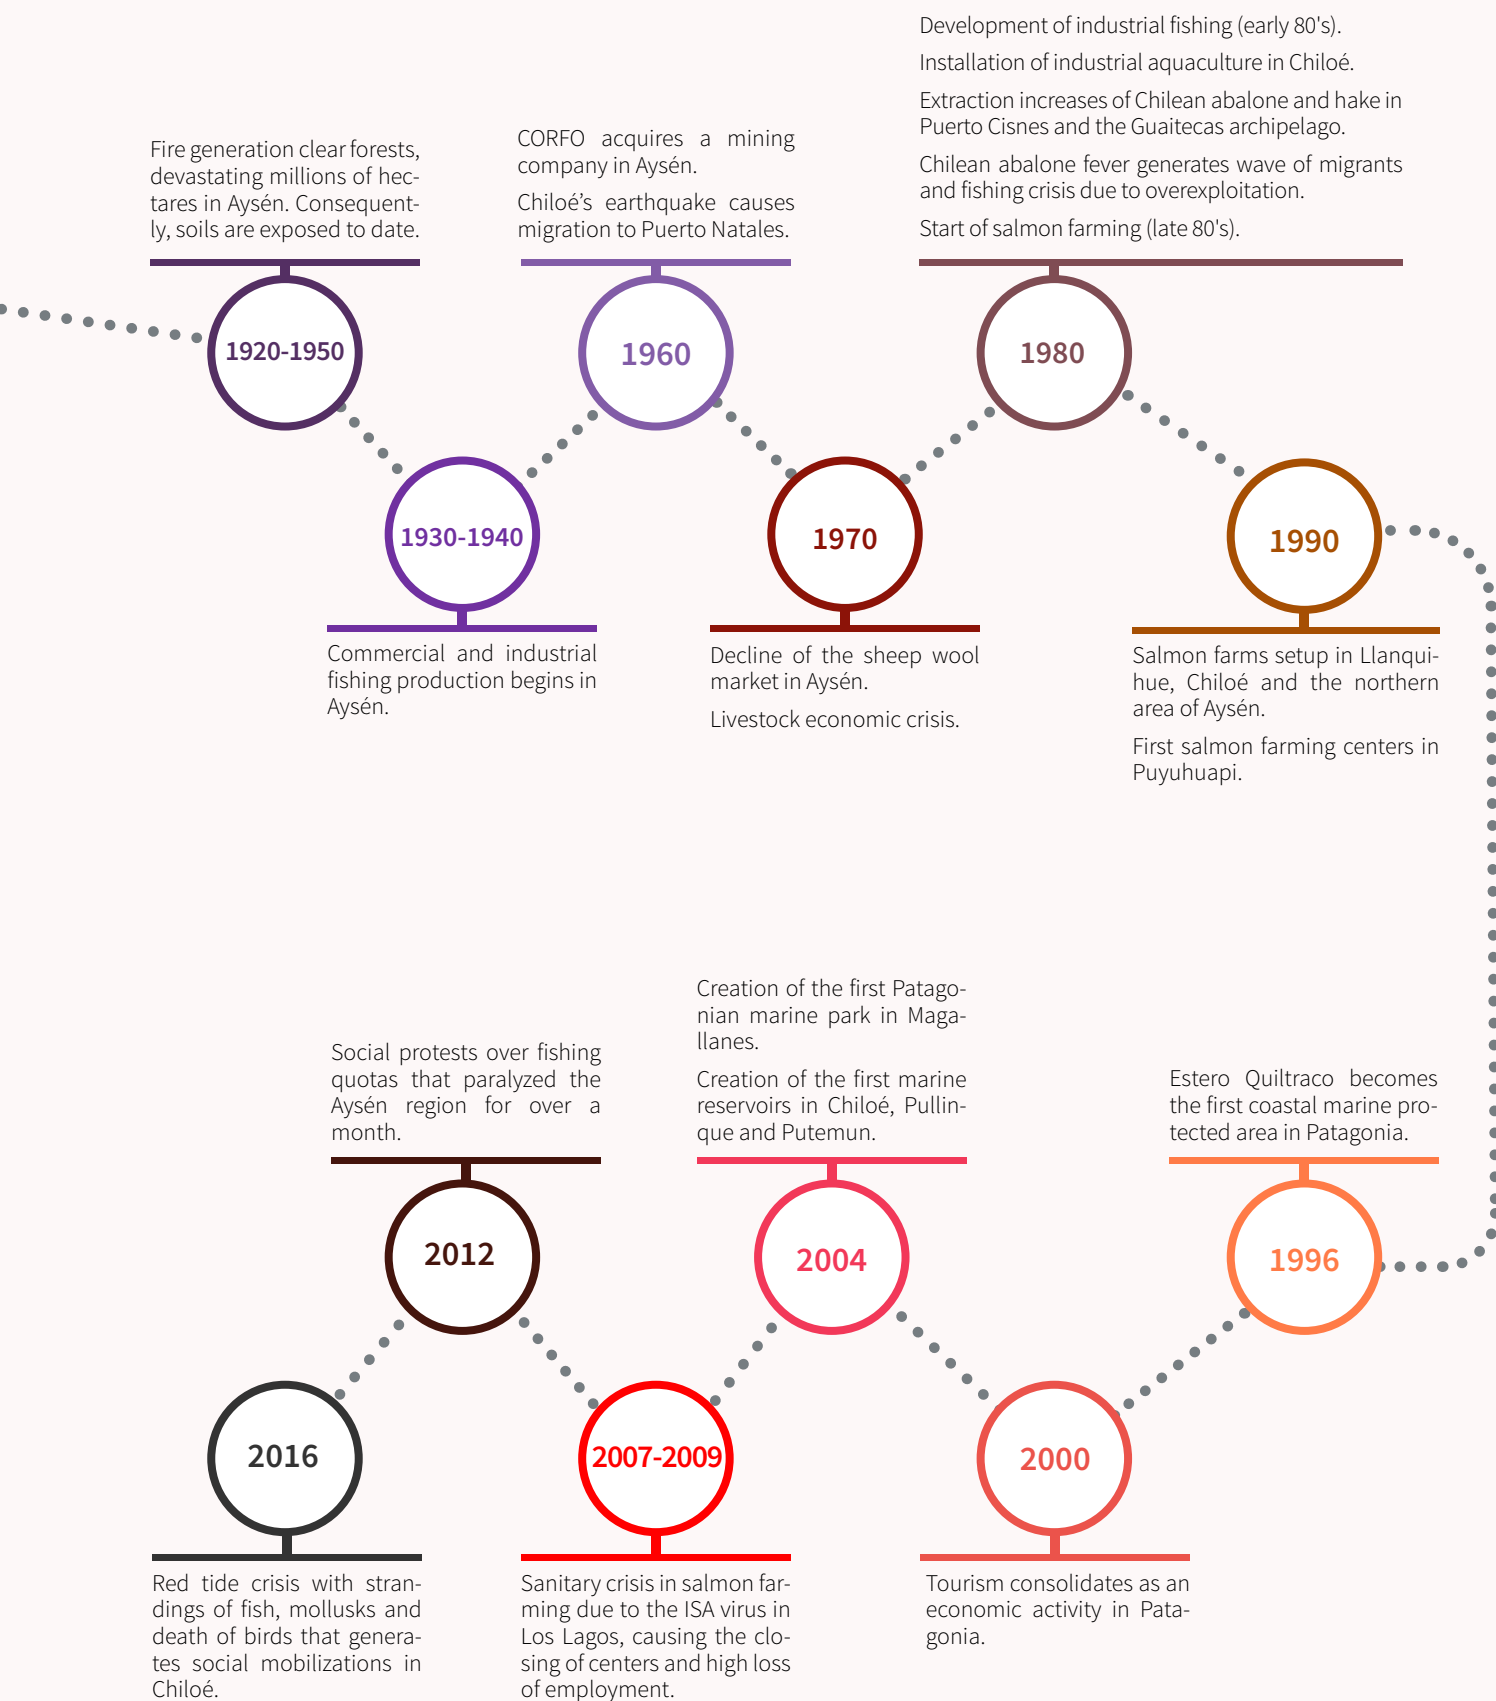 Fire generation clear forests,
devastating millions of hec-
tares in Aysén. Consequent-
ly, soils are exposed to date.
1920-1950
1930-1940
Commercial and industrial
fishing production begins in
Aysén.
CORFO acquires a mining
company in Aysén.
Chiloé’s earthquake causes
migration to Puerto Natales.
1960
1970
Decline of the sheep wool
market in Aysén.
Livestock economic crisis.
Development of industrial fishing (early 80's).
Installation of industrial aquaculture in Chiloé.
Extraction increases of Chilean abalone and hake in
Puerto Cisnes and the Guaitecas archipelago.
Chilean abalone fever generates wave of migrants
and fishing crisis due to overexploitation.
Start of salmon farming (late 80's).
1980
1990
Salmon farms setup in Llanqui-
hue, Chiloé and the northern
area of Aysén.
First salmon farming centers in
Puyuhuapi.
Estero Quiltraco becomes
the first coastal marine pro-
tected area in Patagonia.
1996
2000
Tourism consolidates as an
economic activity in Pata-
gonia.
Creation of the first Patago-
nian marine park in Maga-
llanes.
Creation of the first marine
reservoirs in Chiloé, Pullin-
que and Putemun.
2004
2007-2009
Sanitary crisis in salmon far-
ming due to the ISA virus in
Los Lagos, causing the clo-
sing of centers and high loss
of employment.
Social protests over fishing
quotas that paralyzed the
Aysén region for over a
month.
2012
2016
Red tide crisis with stran-
dings of fish, mollusks and
death of birds that genera-
tes social mobilizations in
Chiloé.